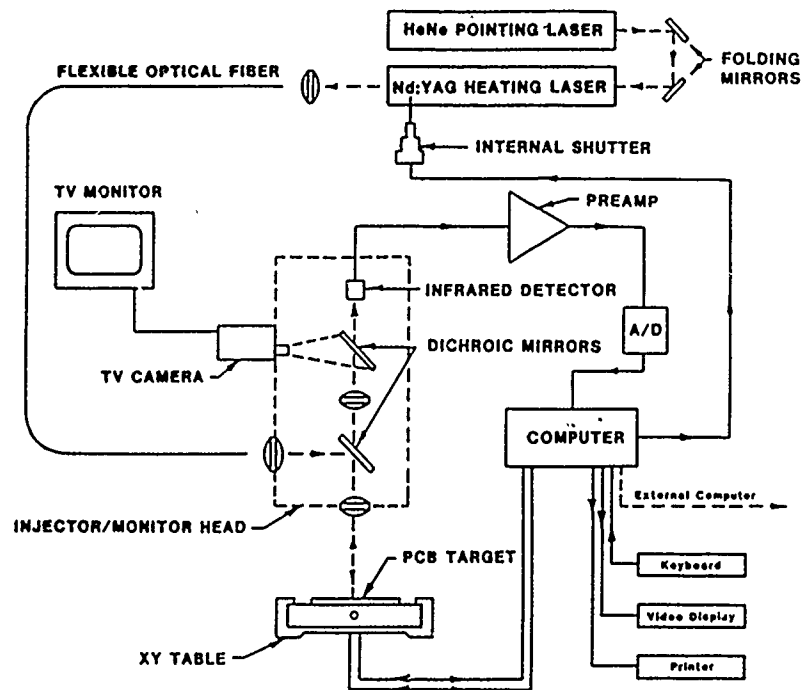 HeNe POINTING LASER
FOLDING
MIRRORS
FLEXIBLE OPTICAL FIBER
Nd:YAG HEATING LASER
INTERNAL SHUTTER
TV MONITOR
PREAMP
INFRARED DETECTOR
A/D
DICHROIC MIRRORS
TV CAMERA
COMPUTER
External Computer
INJECTOR/MONITOR HEAD
PCB TARGET
Keyboard
Video Display
XY TABLE
Printer